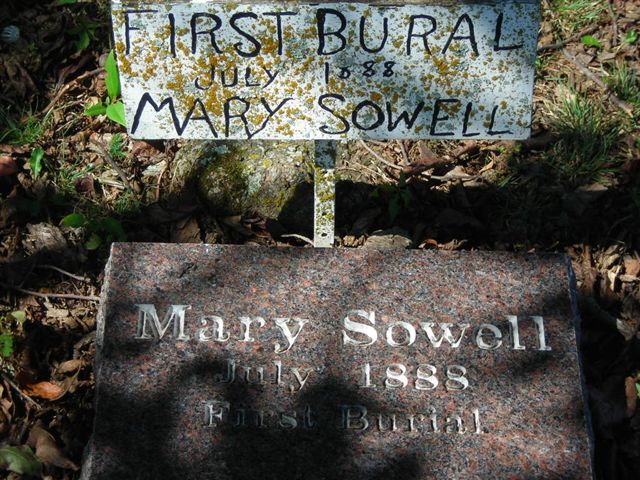 FIRST BURAL
JULY 1888
MARY SOWELL
Mary Sowell
July 1888
First Burial